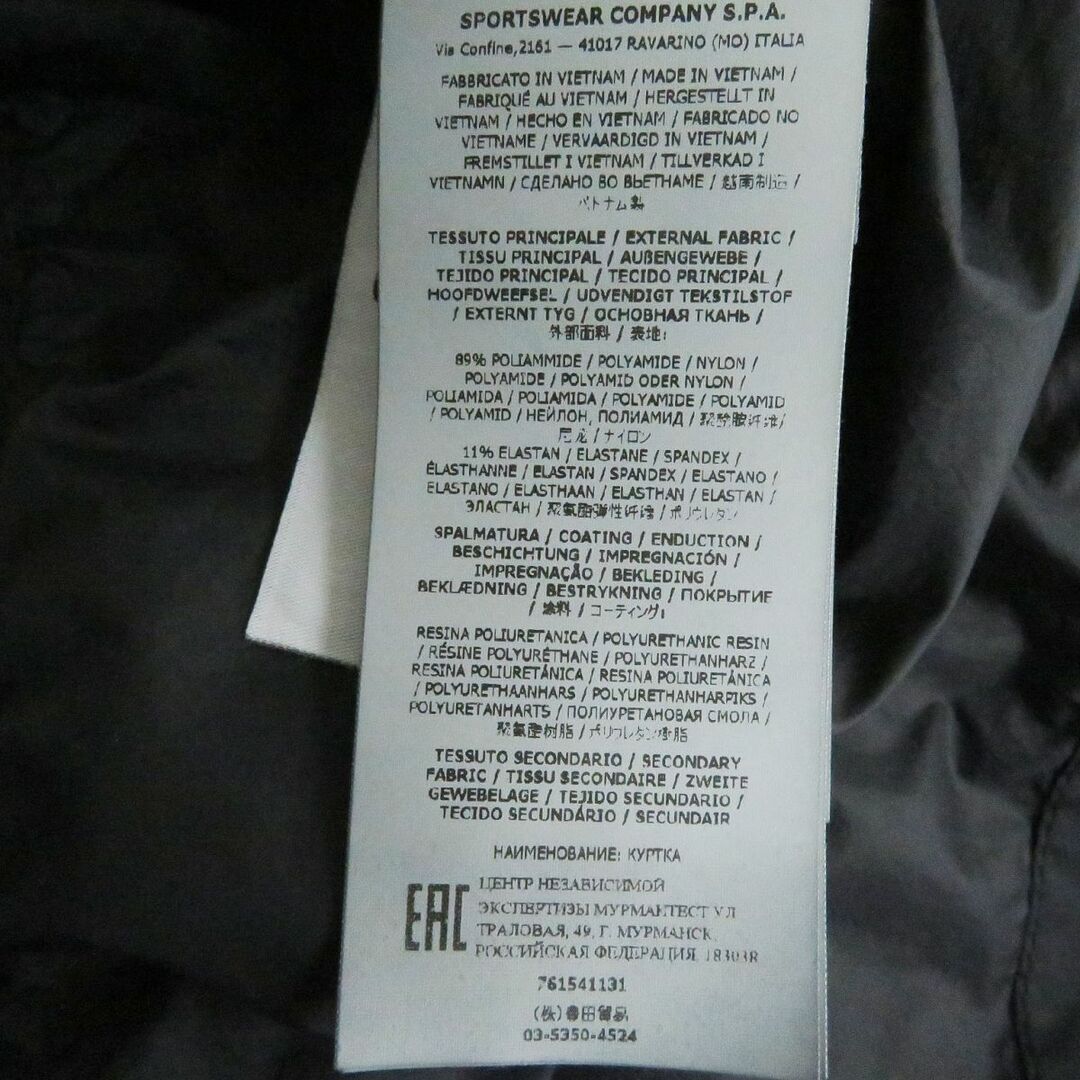 SPORTSWEAR COMPANY S.P.A.
Via Confine,2161 — 41017 RAVARINO (MO) ITALIA
FABBRICATO IN VIETNAM / MADE IN VIETNAM /
FABRIQUÉ AU VIETNAM / HERGESTELLT IN
VIETNAM / HECHO EN VIETNAM / FABRICADO NO
VIETNAME / VERVAARDIGD IN VIETNAM /
FREMSTILLET I VIETNAM / TILLVERKAD I
VIETNAMN / СДЕЛАНО ВО ВЬЕТНАМЕ / 越南制造 /
ベトナム製
TESSUTO PRINCIPALE / EXTERNAL FABRIC /
TISSU PRINCIPAL / AUßENGEWEBE /
TEJIDO PRINCIPAL / TECIDO PRINCIPAL /
HOOFDWEEFSEL / UDVENDIGT TEKSTILSTOF
/ EXTERNT TYG / ОСНОВНАЯ ТКАНЬ /
外部面料 / 表地:
89% POLIAMMIDE / POLYAMIDE / NYLON /
POLYAMIDE / POLYAMID ODER NYLON /
POLIAMIDA / POLIAMIDA / POLYAMIDE / POLYAMID
/ POLYAMID / НЕЙЛОН, ПОЛИАМИД / 聚酰胺纤维/
尼龙 / ナイロン
11% ELASTAN / ELASTANE / SPANDEX /
ÉLASTHANNE / ELASTAN / SPANDEX / ELASTANO /
ELASTANO / ELASTHAAN / ELASTHAN / ELASTAN /
ЭЛАСТАН / 聚氨酯弹性纤维 / ポリウレタン
SPALMATURA / COATING / ENDUCTION /
BESCHICHTUNG / IMPREGNACIÓN /
IMPREGNAÇÃO / BEKLEDING /
BEKLÆDNING / BESTRYKNING / ПОКРЫТИЕ
/ 涂料 / コーティング:
RESINA POLIURETANICA / POLYURETHANIC RESIN
/ RÉSINE POLYURÉTHANE / POLYURETHANHARZ /
RESINA POLIURETÁNICA / RESINA POLIURETÂNICA
/ POLYURETHAANHARS / POLYURETHANHARPIKS /
POLYURETANHARTS / ПОЛИУРЕТАНОВАЯ СМОЛА /
聚氨酯树脂 / ポリウレタン樹脂
TESSUTO SECONDARIO / SECONDARY
FABRIC / TISSU SECONDAIRE / ZWEITE
GEWEBELAGE / TEJIDO SECUNDARIO /
TECIDO SECUNDÁRIO / SECUNDAIR
НАИМЕНОВАНИЕ: КУРТКА
EAC
ЦЕНТР НЕЗАВИСИМОЙ
ЭКСПЕРТИЗЫ МУРМАНТЕСТ УЛ
ТРАЛОВАЯ, 49, Г. МУРМАНСК,
РОССИЙСКАЯ ФЕДЕРАЦИЯ, 183038
761541131
(株)豊田貿易
03-5350-4524